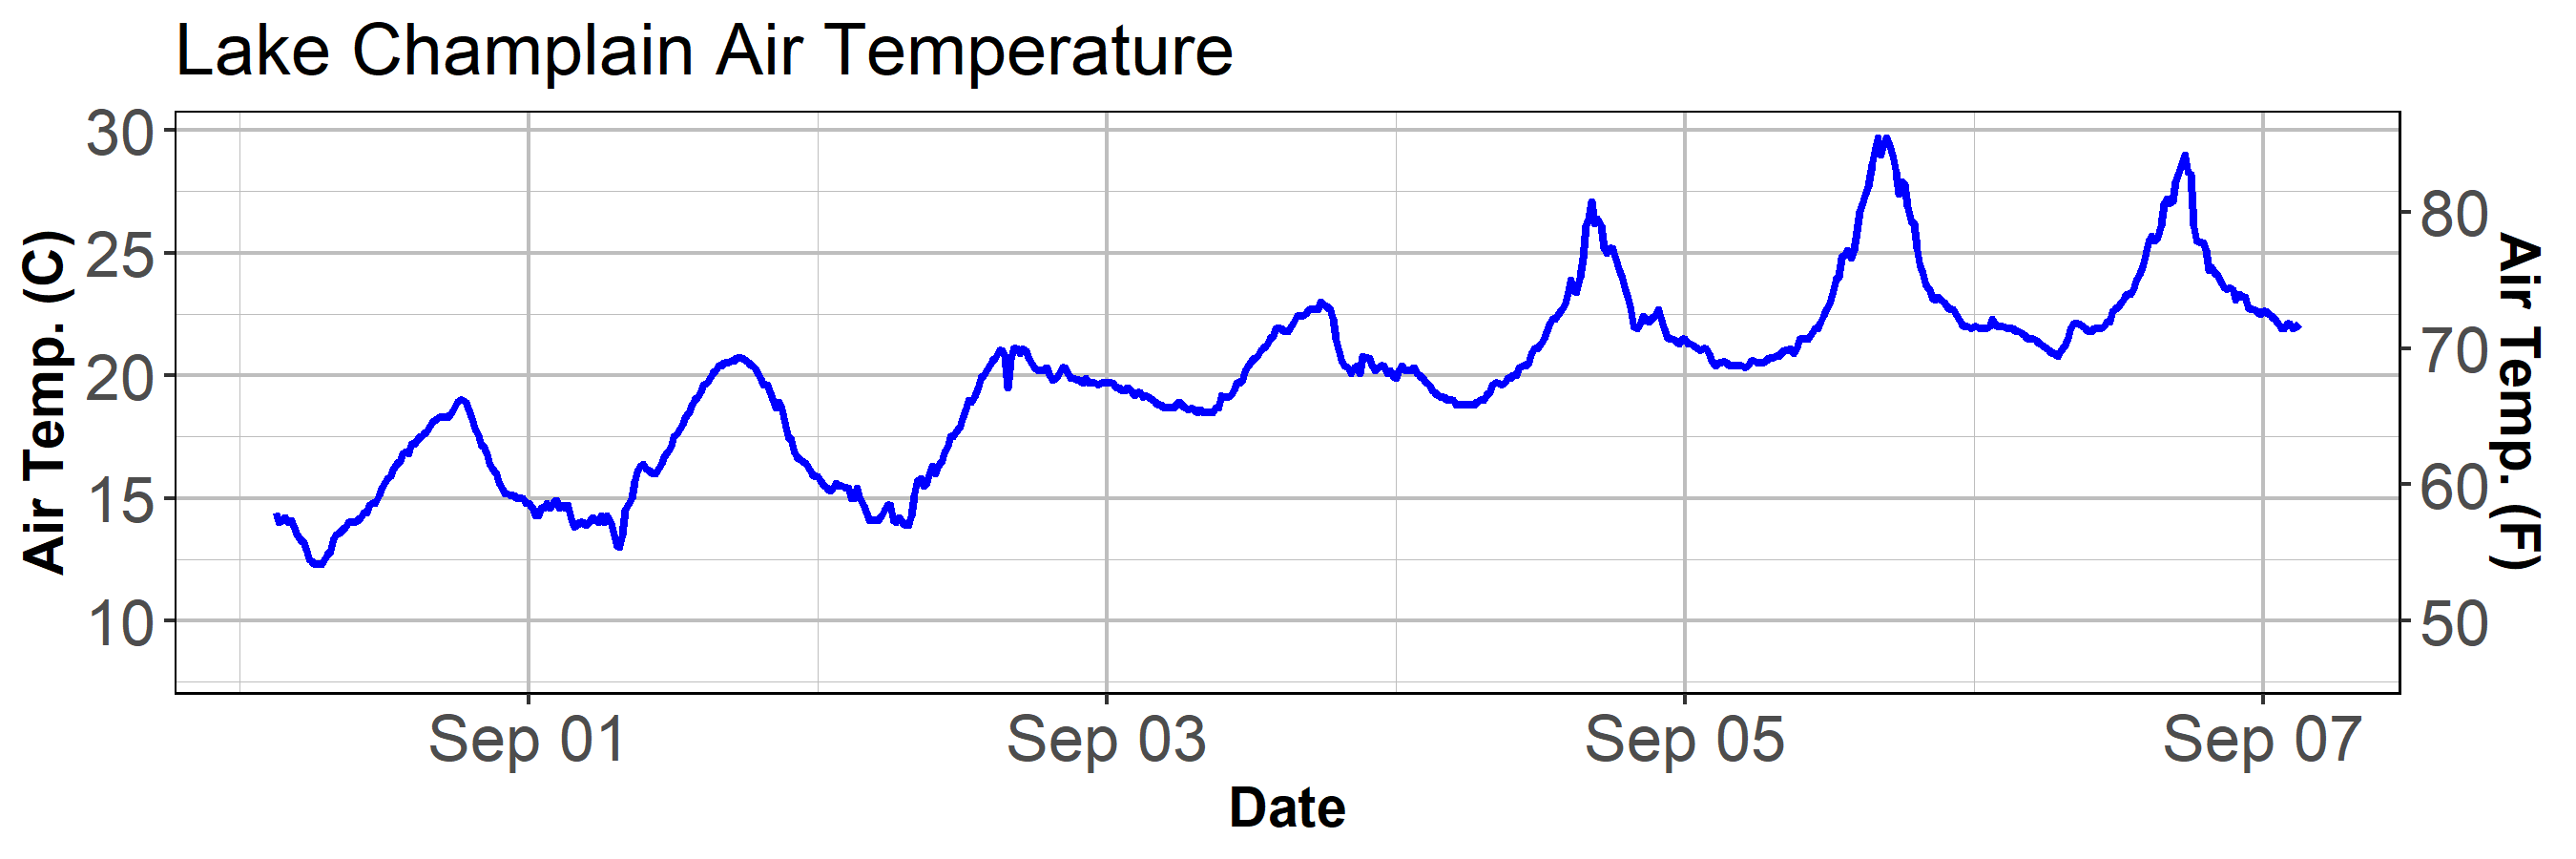 Lake Champlain Air Temperature
Air Temp. (C)
30
25
20
15
10
80
70
60
50
Air Temp. (F)
Sep 01
Sep 03
Sep 05
Sep 07
Date